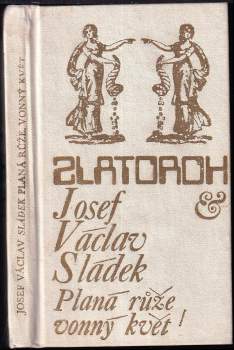 JOSEF VÁCLAV SLÁDEK PLANÁ RŮŽE, VONNÝ KVĚT
ZLATOROH
&
Josef
Václav
Sládek
Planá růže
vonný květ!